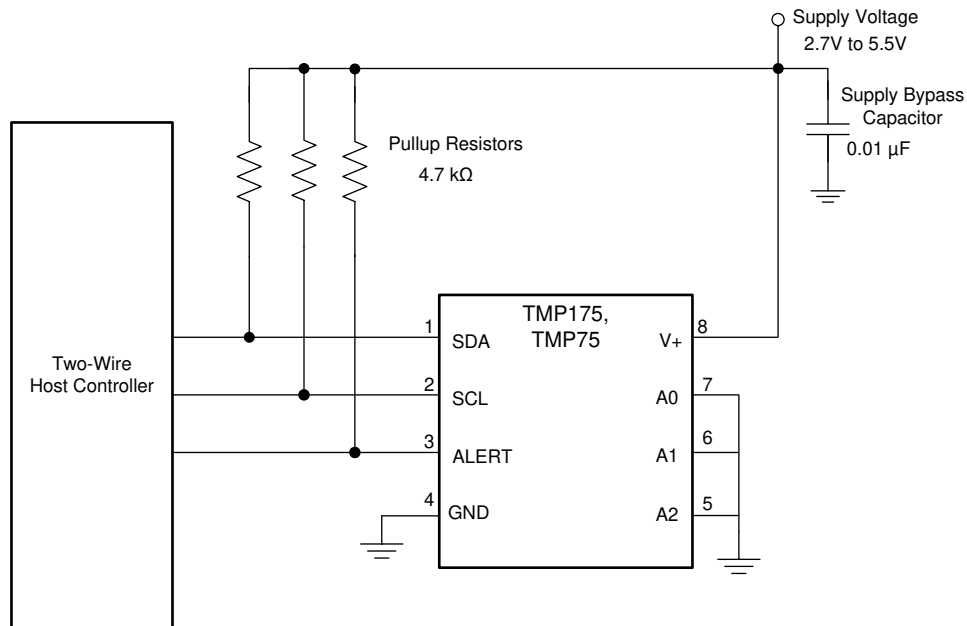 Supply Voltage
2.7V to 5.5V
Supply Bypass
Capacitor
0.01 µF
Pullup Resistors
4.7 kΩ
Two-Wire
Host Controller
TMP175,
TMP75
1
SDA
V+
8
2
SCL
A0
7
3
ALERT
A1
6
4
GND
A2
5